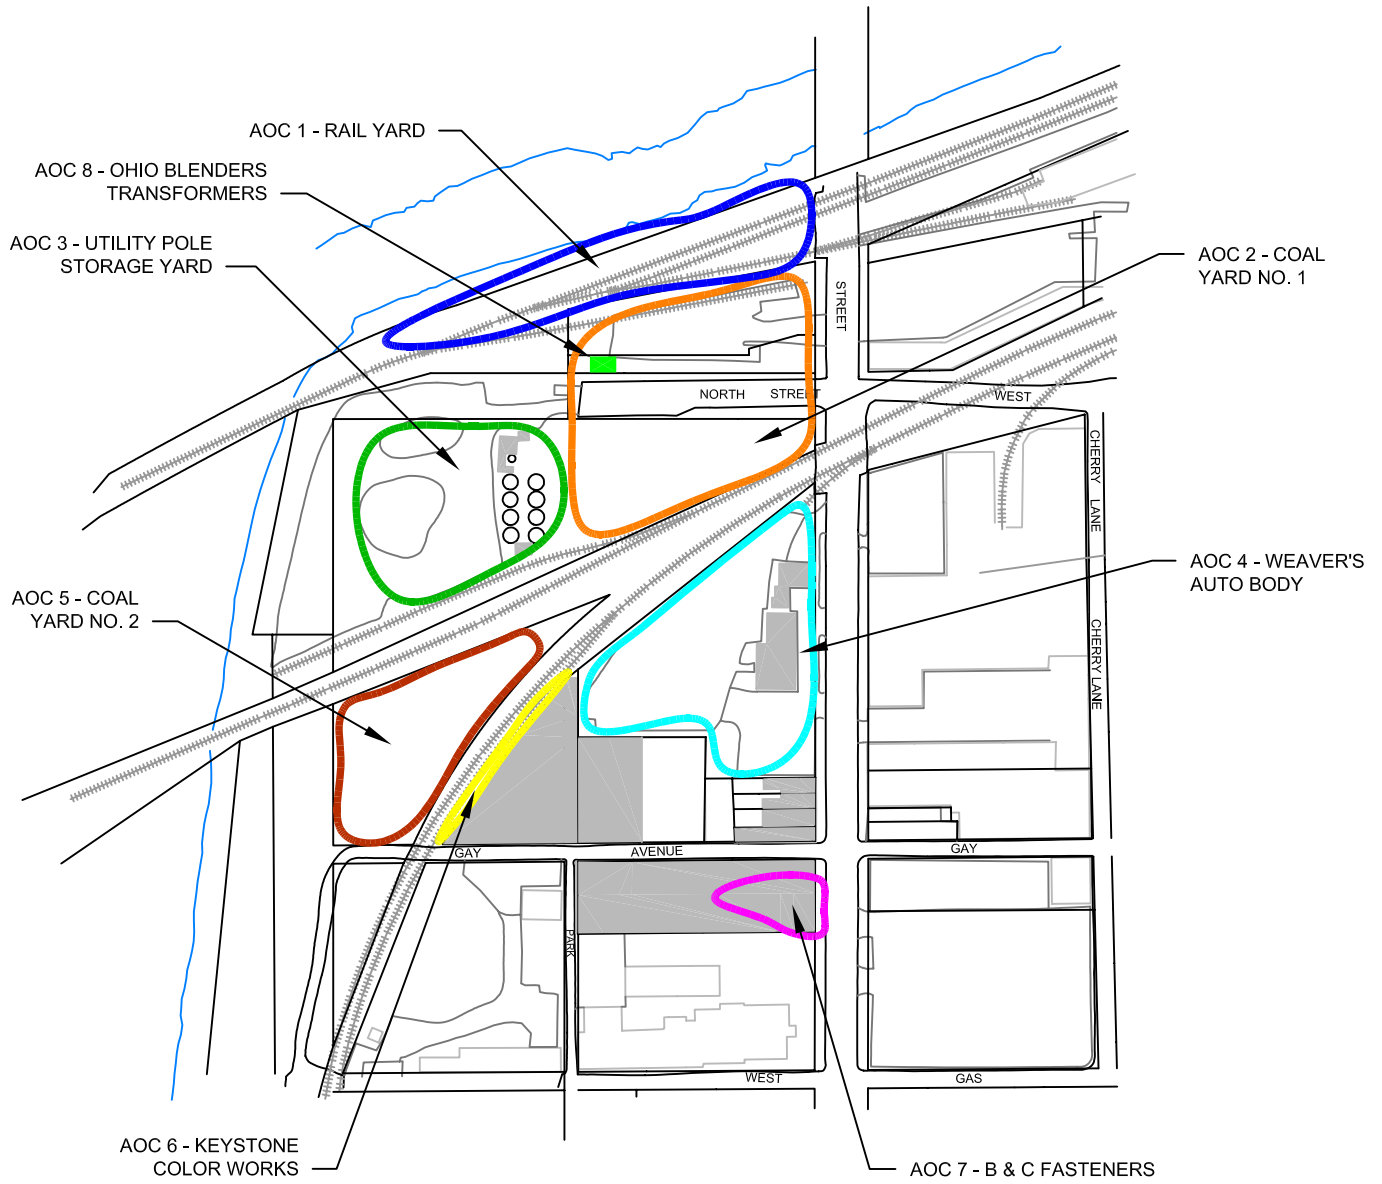 AOC 1 - RAIL YARD
AOC 8 - OHIO BLENDERS
TRANSFORMERS
AOC 3 - UTILITY POLE
STORAGE YARD
AOC 2 - COAL
YARD NO. 1
STREET
NORTH STREET
WEST
CHERRY LANE
AOC 4 - WEAVER'S
AUTO BODY
AOC 5 - COAL
YARD NO. 2
CHERRY LANE
GAY AVENUE
GAY
PARK
WEST
GAS
AOC 6 - KEYSTONE
COLOR WORKS
AOC 7 - B & C FASTENERS